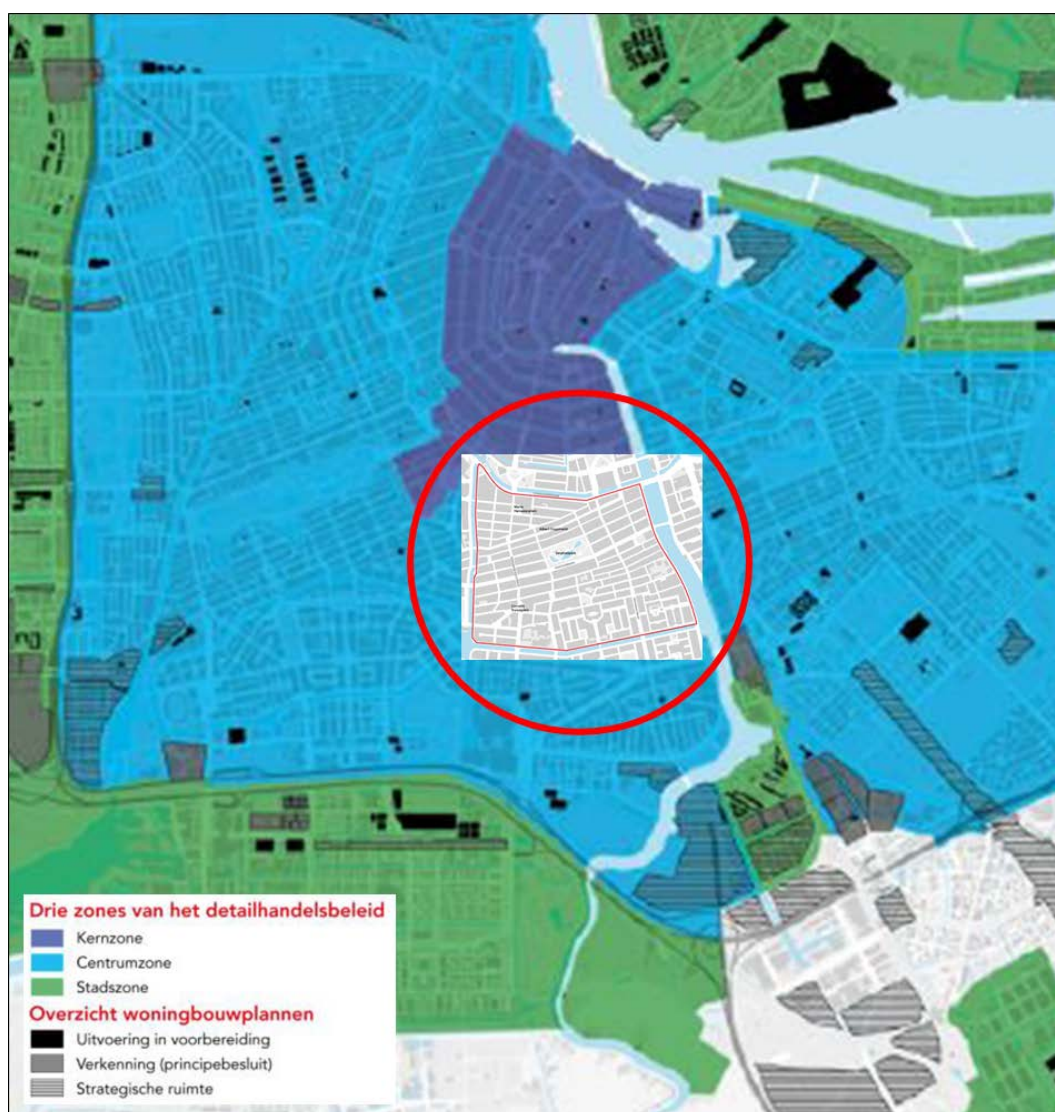 Drie zones van het detailhandelsbeleid
Kernzone
Centrumzone
Stadszone
Overzicht woningbouwplannen
Uitvoering in voorbereiding
Verkenning (principebesluit)
Strategische ruimte